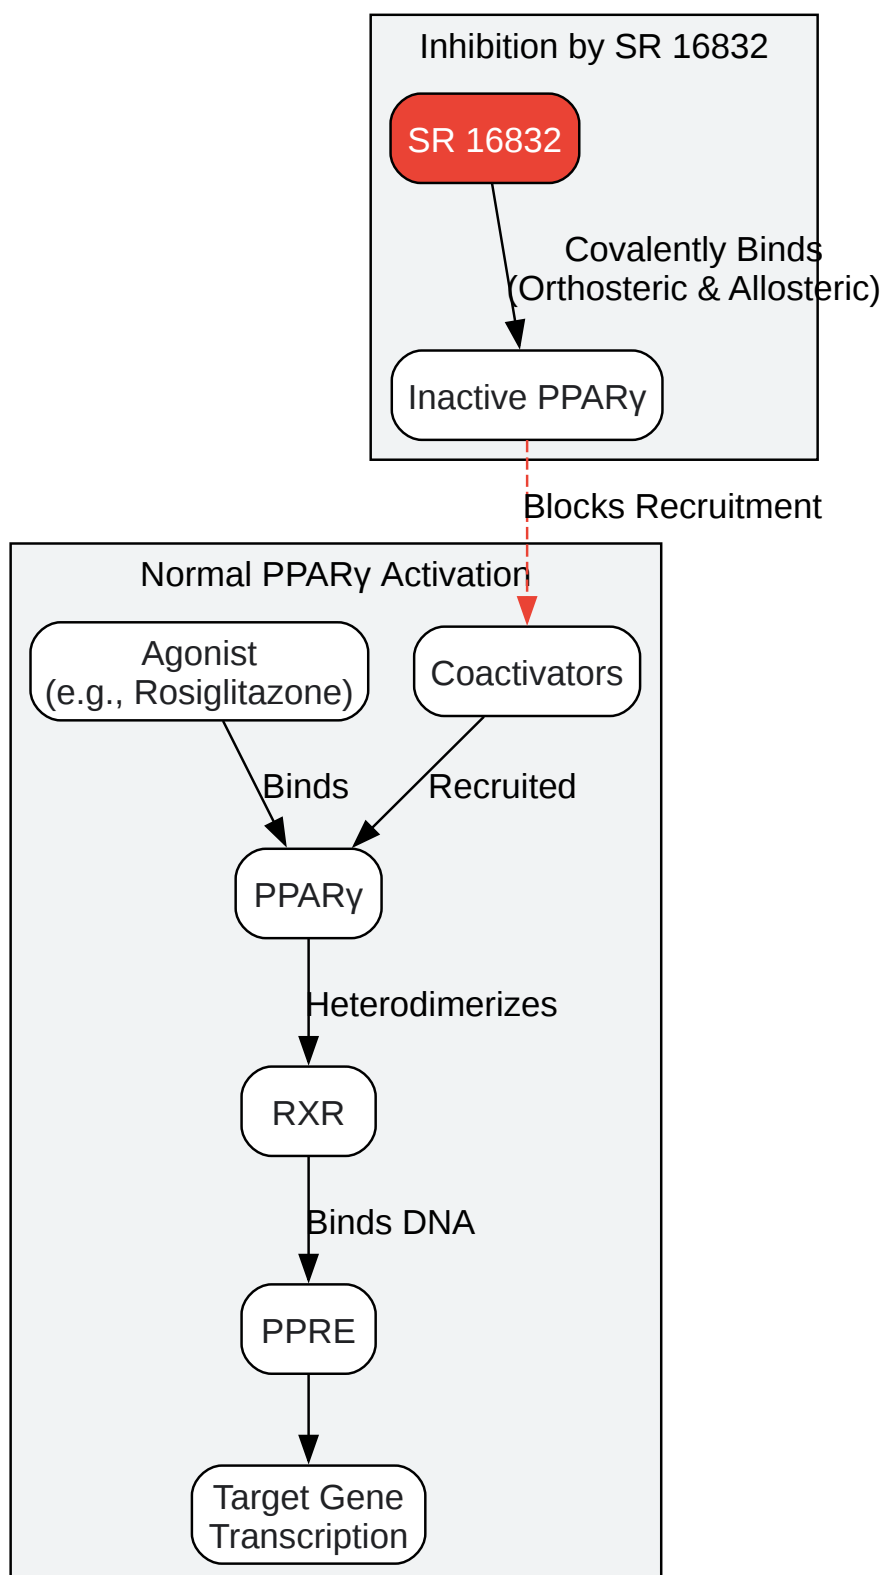 Inhibition by SR 16832
SR 16832
Covalently Binds
(Orthosteric & Allosteric)
Inactive PPARγ
Blocks Recruitment
Normal PPARγ Activation
Agonist
(e.g., Rosiglitazone)
Coactivators
Binds
Recruited
PPARγ
Heterodimerizes
RXR
Binds DNA
PPRE
Target Gene
Transcription